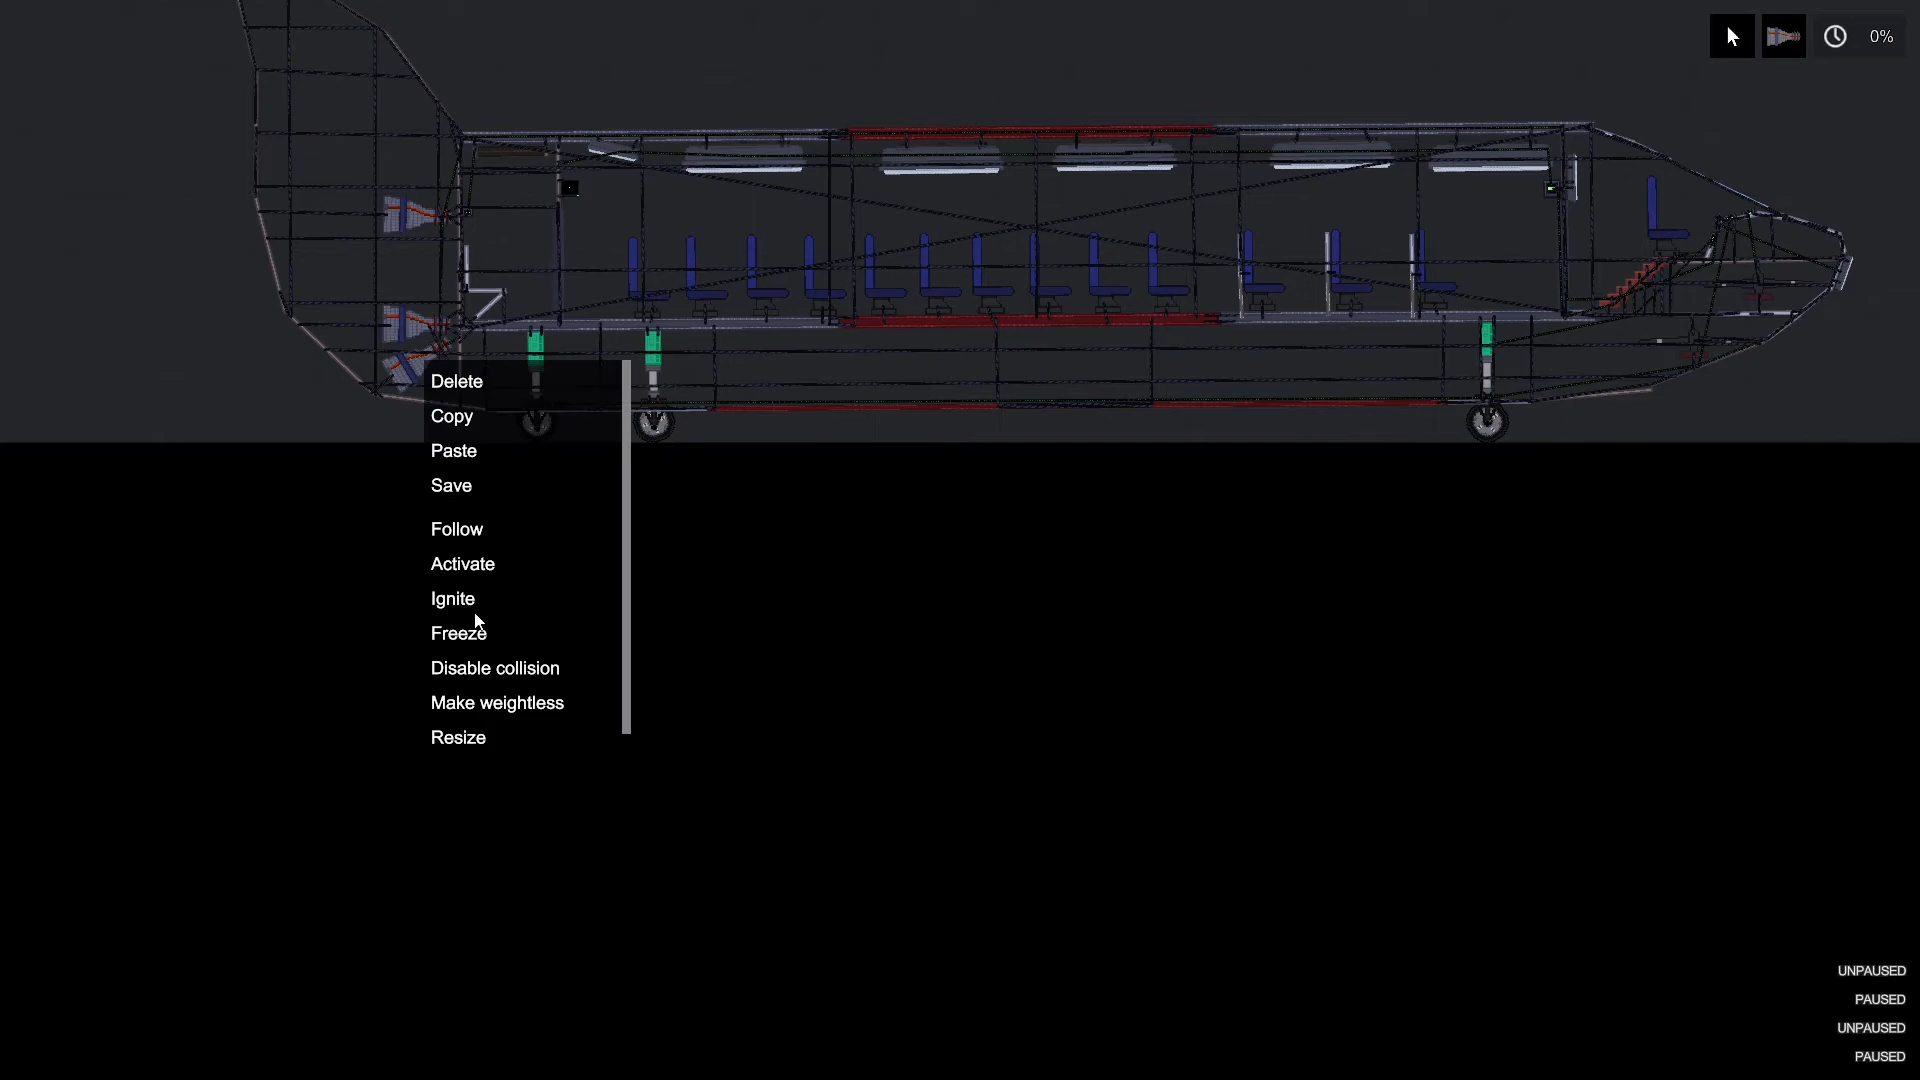 0%
Delete
Copy
Paste
Save
Follow
Activate
Ignite
Freeze
Disable collision
Make weightless
Resize
UNPAUSED
PAUSED
UNPAUSED
PAUSED